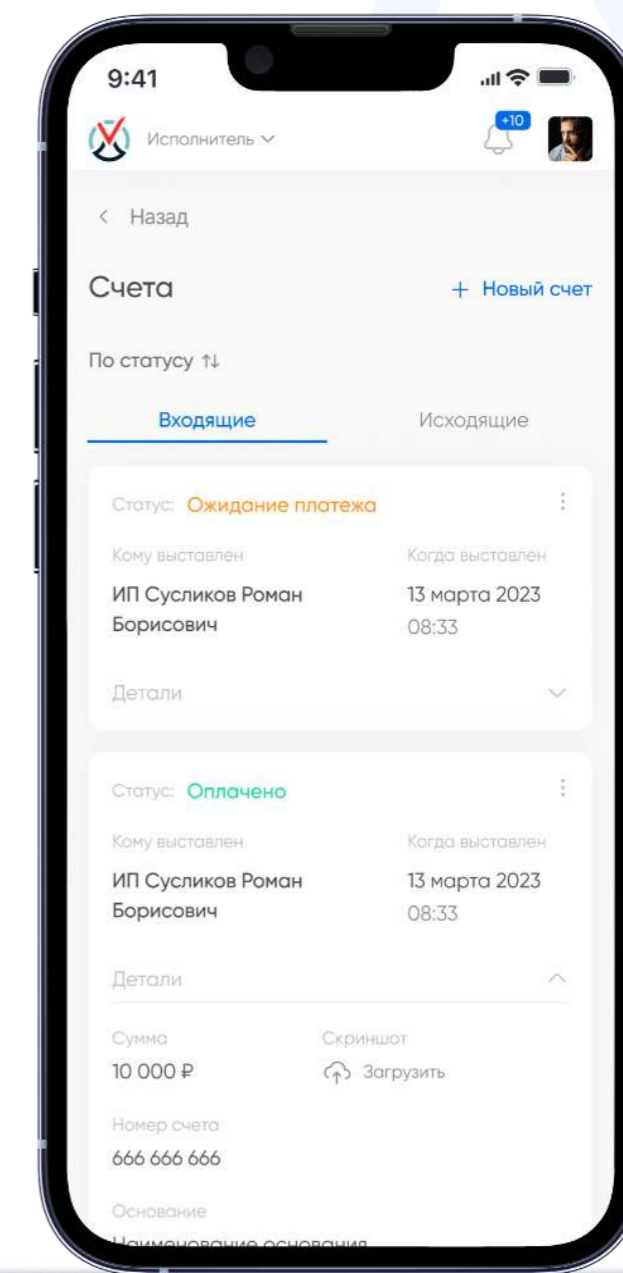 9:41
Исполнитель
+10
Назад
Счета
+ Новый счет
По статусу
Входящие Исходящие
Статус: Ожидание платежа
Кому выставлен Когда выставлен
ИП Сусликов Роман 13 марта 2023
Борисович 08:33
Детали
Статус: Оплачено
Кому выставлен Когда выставлен
ИП Сусликов Роман 13 марта 2023
Борисович 08:33
Детали
Сумма Скриншот
10 000 ₽ Загрузить
Номер счета
666 666 666
Основание
Наименование основания